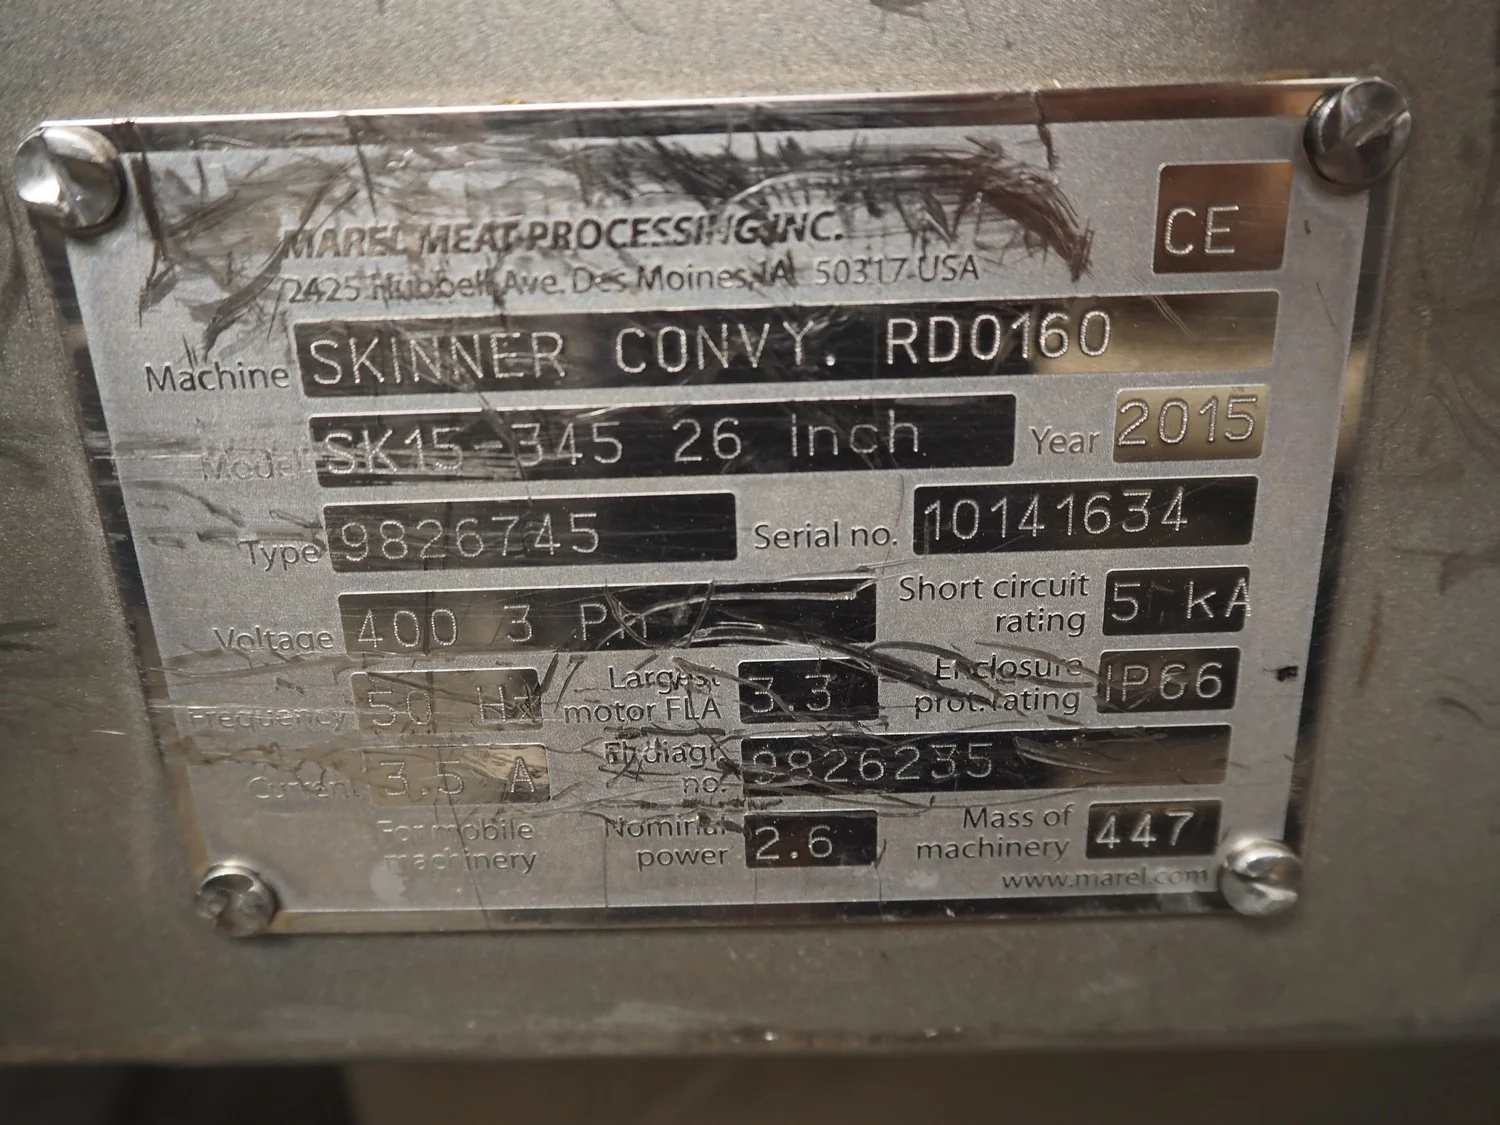 MAREL MEAT PROCESSING INC.
2425 Hubbell Ave. Des Moines, IA 50317 USA
CE
Machine SKINNER CONVY. RD0160
Model SK15-345 26 Inch Year 2015
Type 9826745 Serial no. 10141634
Voltage 400 3 Ph Short circuit rating 5 kA
Frequency 50 Hz Largest motor FLA 3.3 Enclosure prot. rating IP66
Current 3.5 A El diagr. no. 9826235
For mobile machinery Nominal power 2.6 Mass of machinery 447
www.marel.com